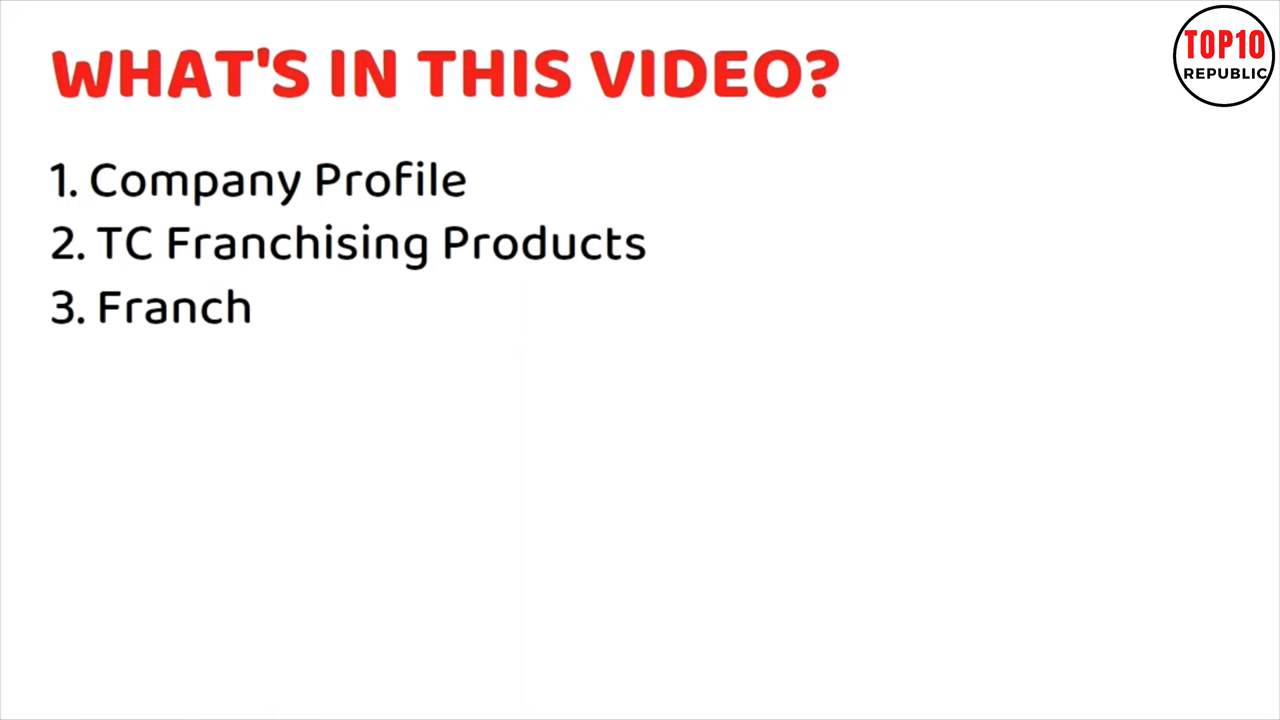 WHAT'S IN THIS VIDEO?
TOP10
REPUBLIC
1. Company Profile
2. TC Franchising Products
3. Franch